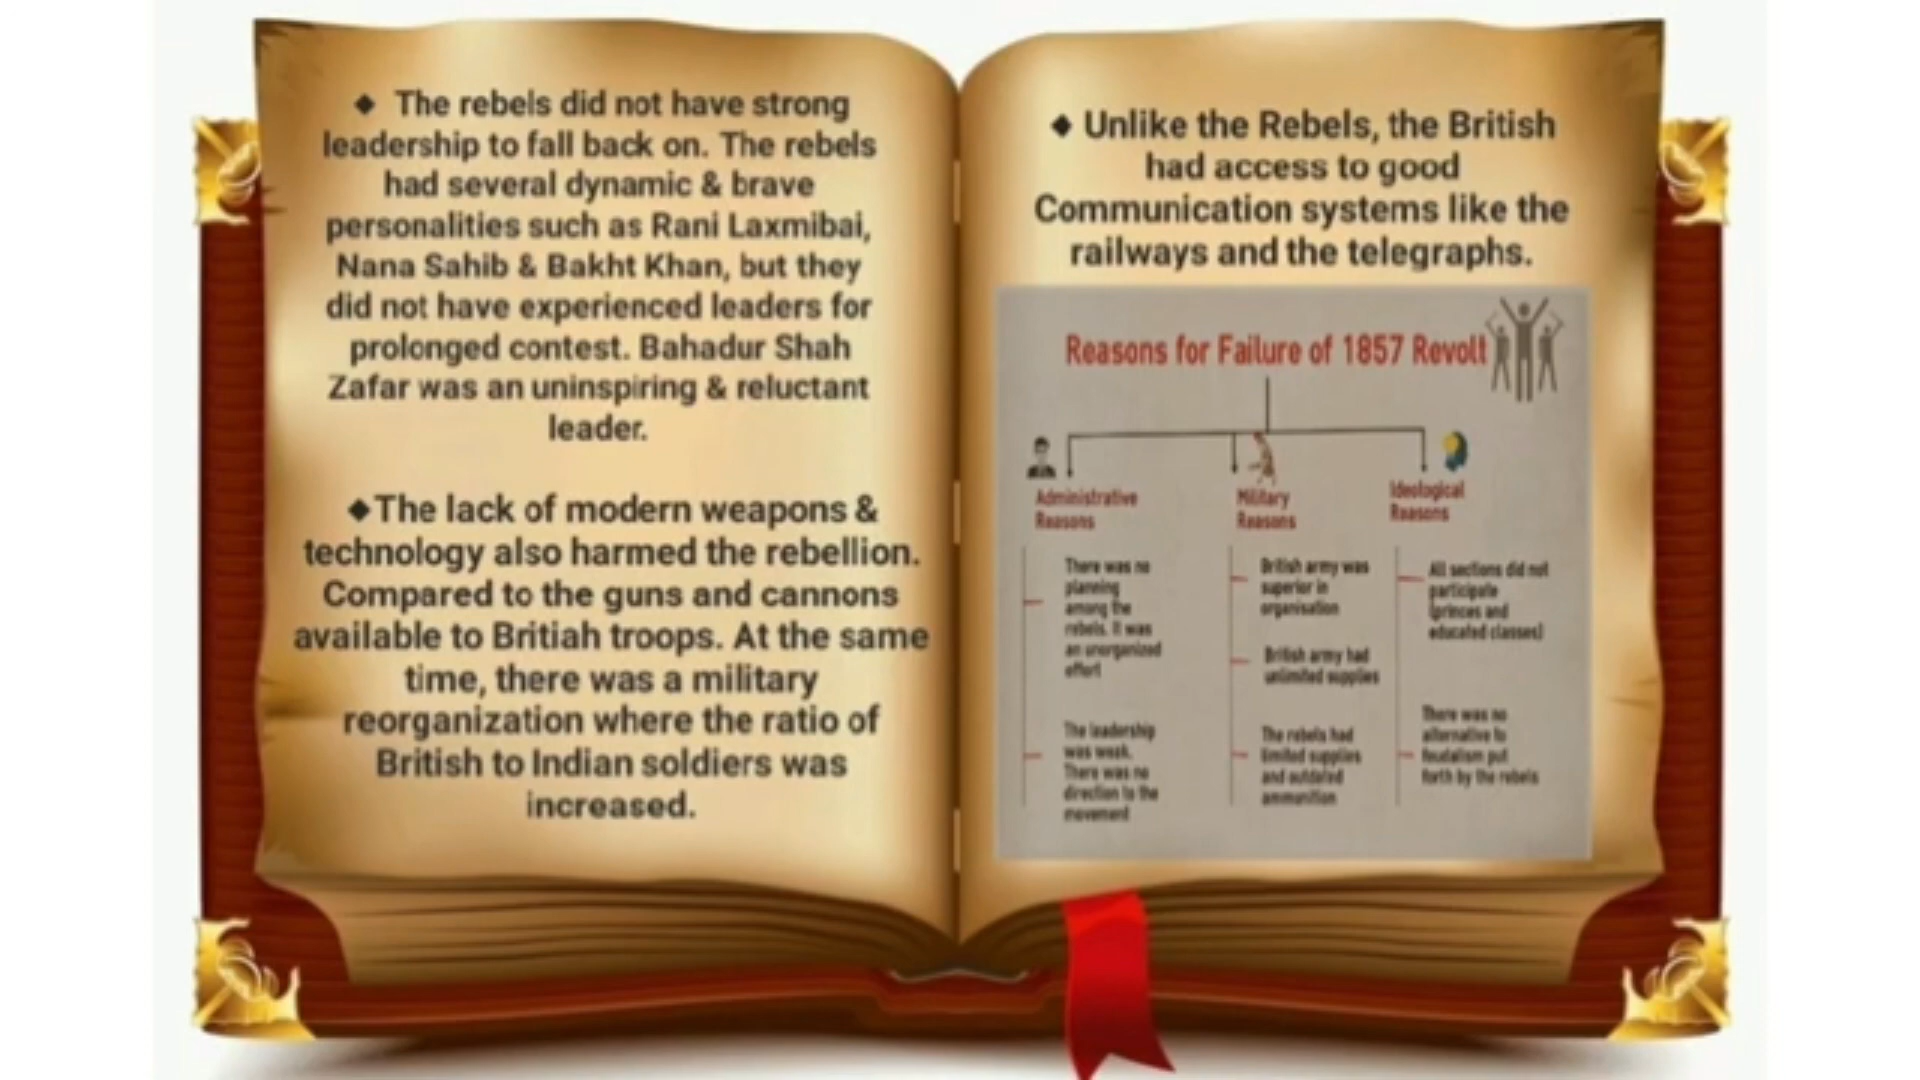 ◆ The rebels did not have strong
leadership to fall back on. The rebels
had several dynamic & brave
personalities such as Rani Laxmibai,
Nana Sahib & Bakht Khan, but they
did not have experienced leaders for
prolonged contest. Bahadur Shah
Zafar was an uninspiring & reluctant
leader.
◆The lack of modern weapons &
technology also harmed the rebellion.
Compared to the guns and cannons
available to Britiah troops. At the same
time, there was a military
reorganization where the ratio of
British to Indian soldiers was
increased.
◆ Unlike the Rebels, the British
had access to good
Communication systems like the
railways and the telegraphs.
Reasons for Failure of 1857 Revolt
Administrative
Reasons
There was no
planning
among the
rebels. It was
an unorganized
effort
The leadership
was weak.
There was no
direction to the
movement
Military
Reasons
British army was
superior in
organisation
British army had
unlimited supplies
The rebels had
limited supplies
and outdated
ammunition
Ideological
Reasons
All sections did not
participate
(princes and
educated classes)
There was no
alternative to
feudalism put
forth by the rebels